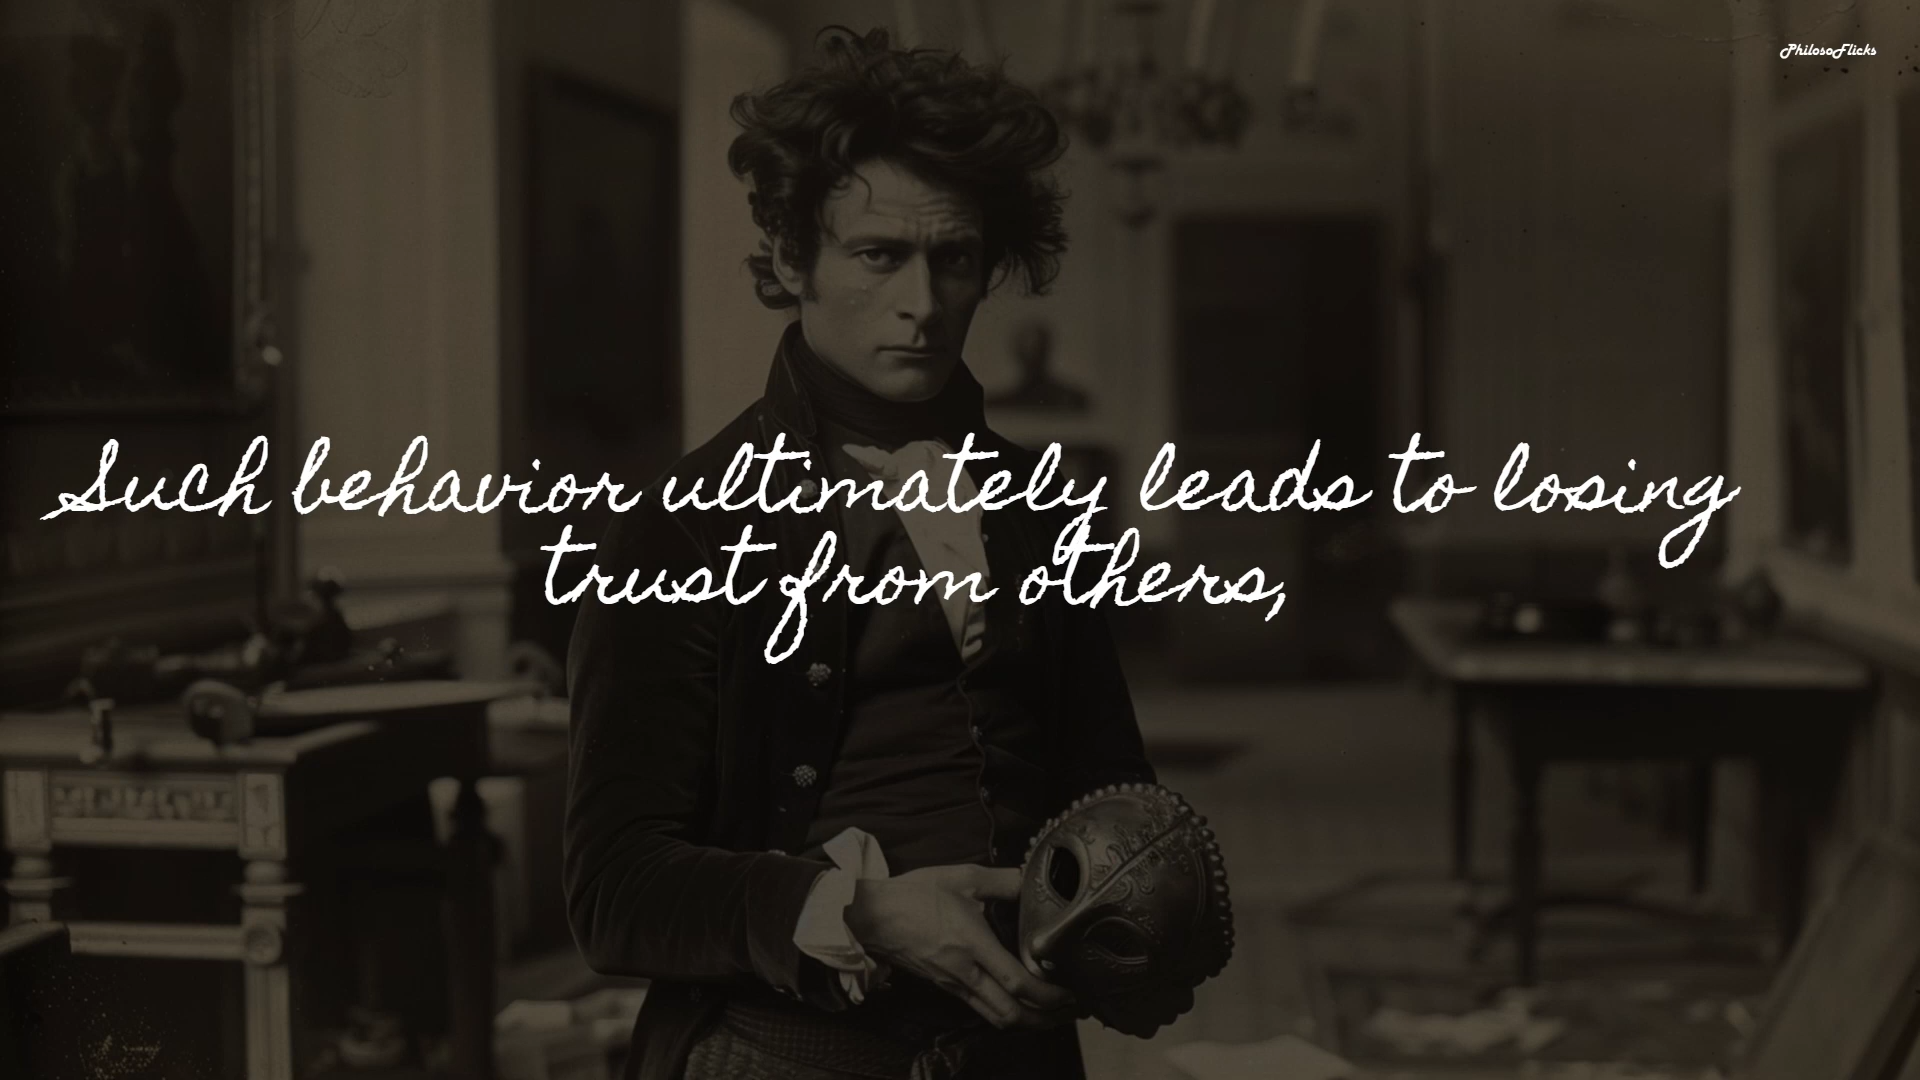 PhilosoFlicks
Such behavior ultimately leads to losing
trust from others,